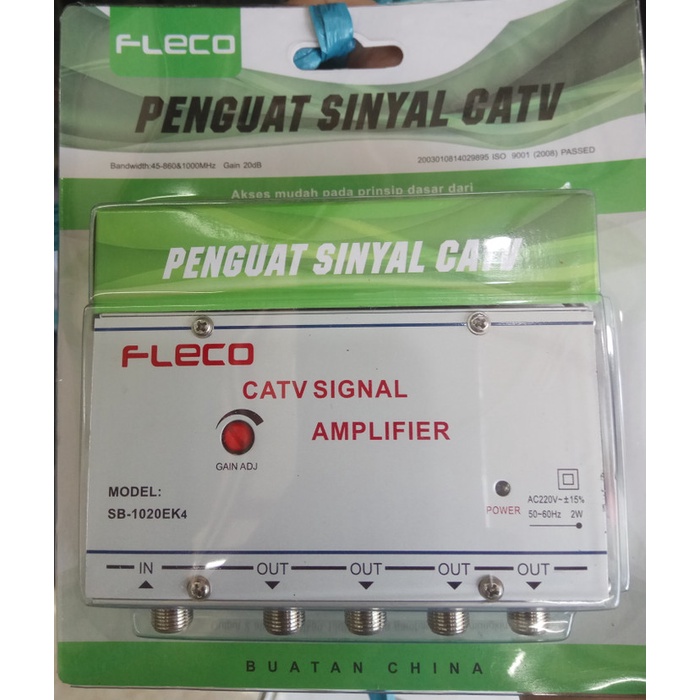 FLECO
PENGUAT SINYAL CATV
Bandwidth:45-860&1000MHz Gain 20dB
2003010814029895 ISO 9001 (2008) PASSED
Akses mudah pada prinsip dasar dari
PENGUAT SINYAL CATV
FLECO
CATV SIGNAL
AMPLIFIER
GAIN ADJ
MODEL:
SB-1020EK4
POWER
AC220V~±15%
50~60Hz 2W
IN OUT OUT OUT OUT
BUATAN CHINA